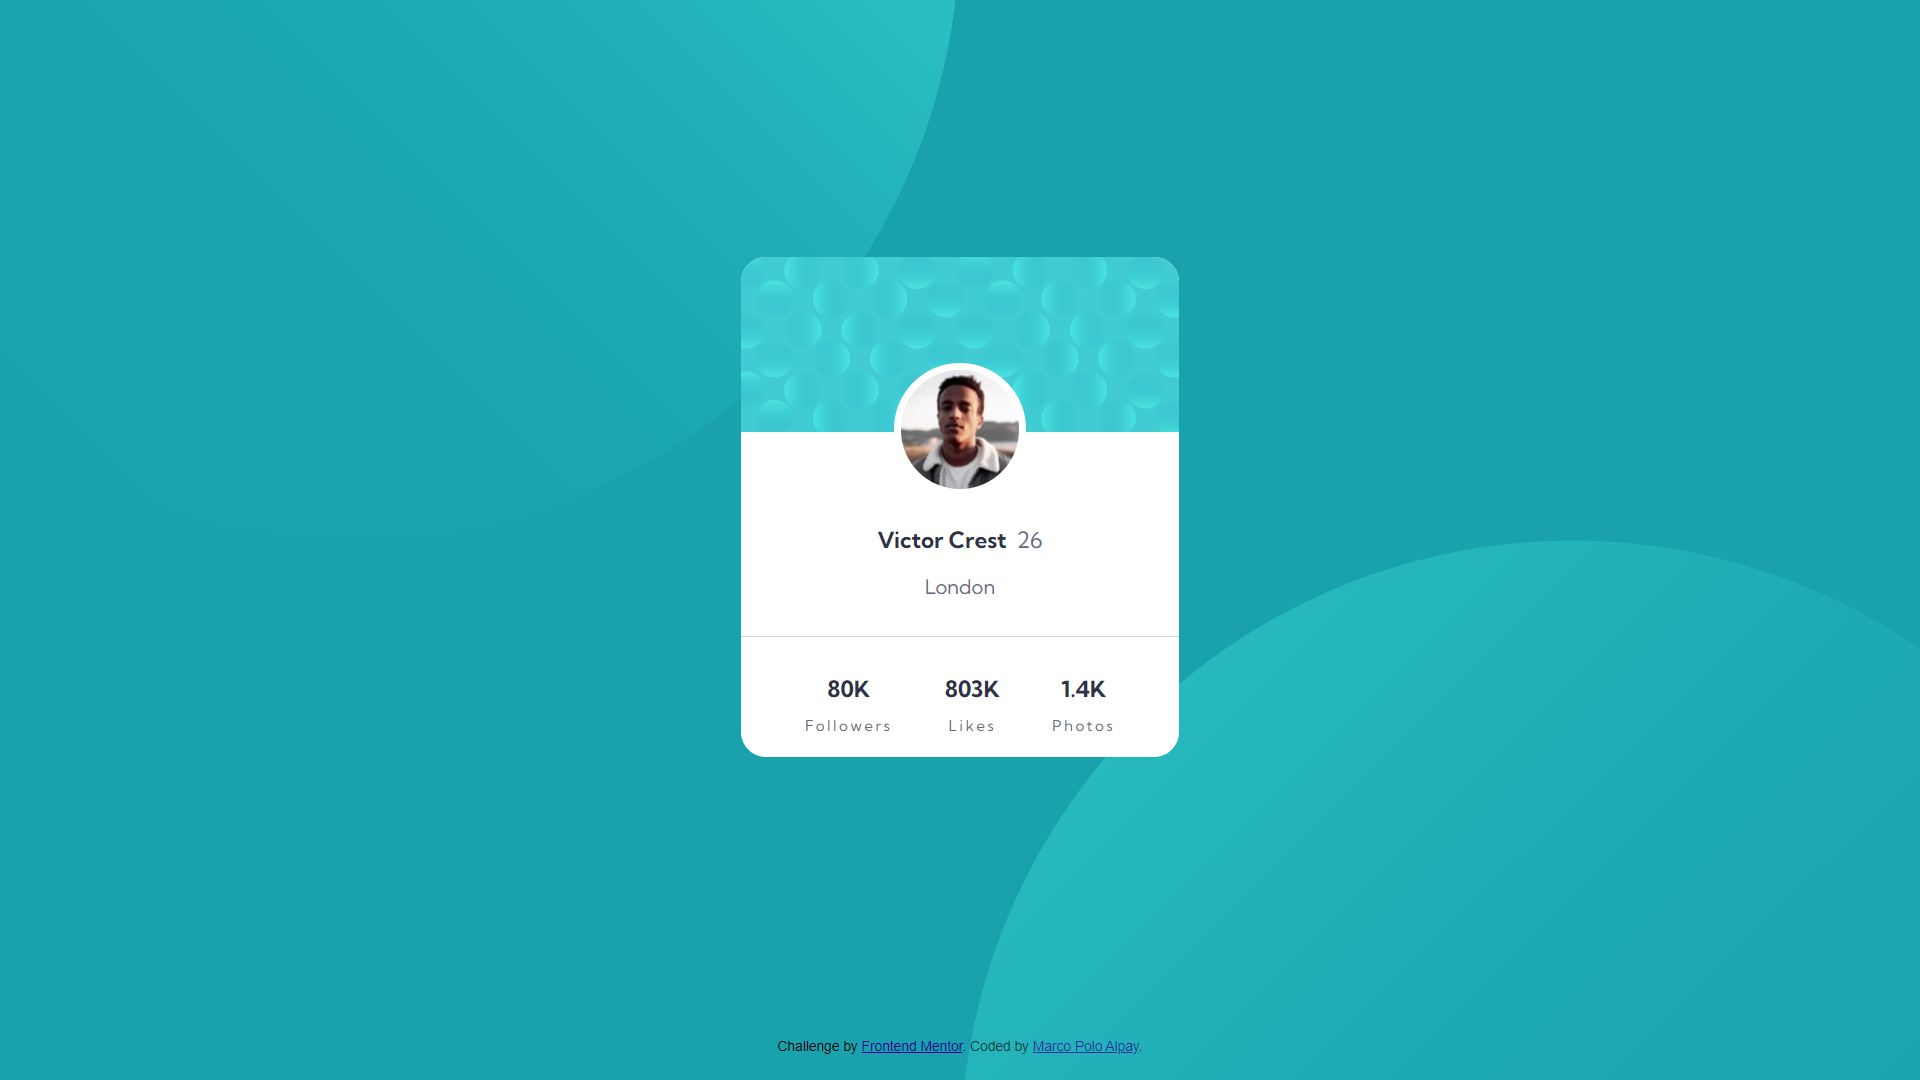 Victor Crest 26
London
80K 803K 1.4K
Followers Likes Photos
Challenge by Frontend Mentor. Coded by Marco Polo Alpay.